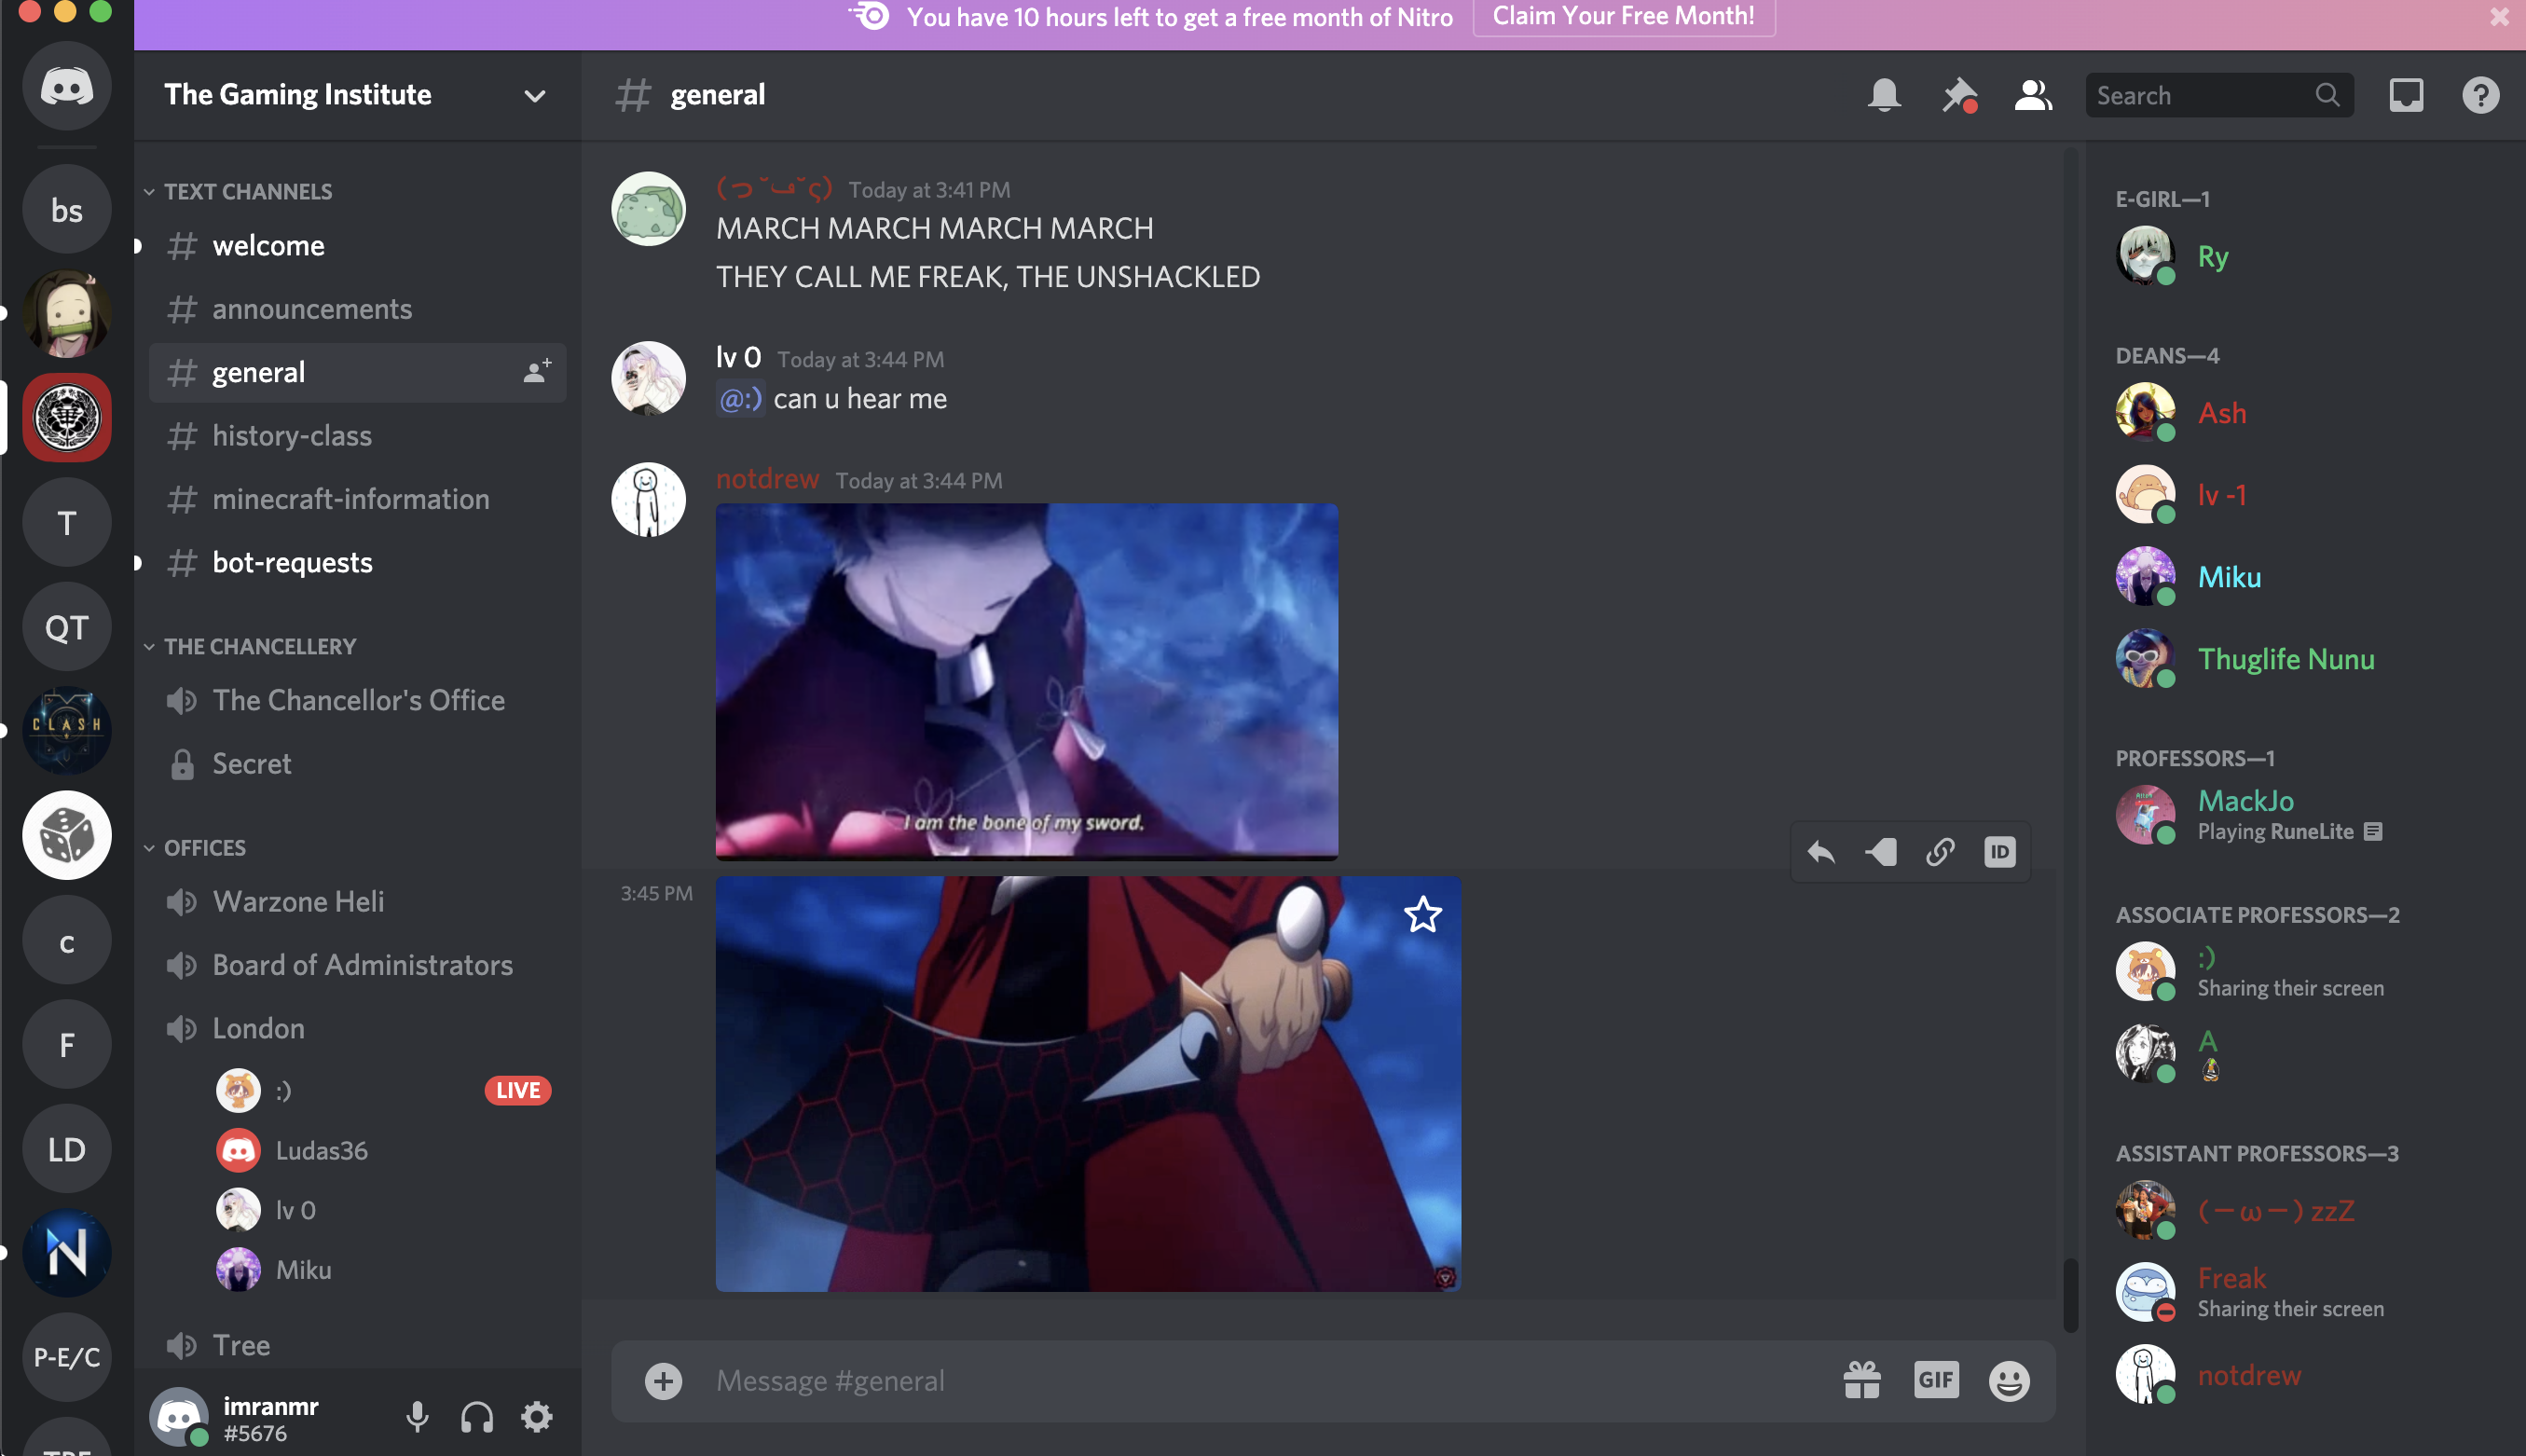 You have 10 hours left to get a free month of Nitro
Claim Your Free Month!
bs
T
QT
CLASH
c
F
LD
N
P-E/C
The Gaming Institute
TEXT CHANNELS
welcome
announcements
general
history-class
minecraft-information
bot-requests
THE CHANCELLERY
The Chancellor's Office
Secret
OFFICES
Warzone Heli
Board of Administrators
London
:)
LIVE
Ludas36
lv 0
Miku
Tree
imranmr
#5676
# general
Search
Today at 3:41 PM
MARCH MARCH MARCH MARCH
THEY CALL ME FREAK, THE UNSHACKLED
lv 0 Today at 3:44 PM
@:) can u hear me
notdrew Today at 3:44 PM
I am the bone of my sword.
ID
3:45 PM
Message #general
GIF
E-GIRL—1
Ry
DEANS—4
Ash
lv -1
Miku
Thuglife Nunu
PROFESSORS—1
MackJo
Playing RuneLite
ASSOCIATE PROFESSORS—2
:)
Sharing their screen
A
ASSISTANT PROFESSORS—3
(－ω－) zzZ
Freak
Sharing their screen
notdrew